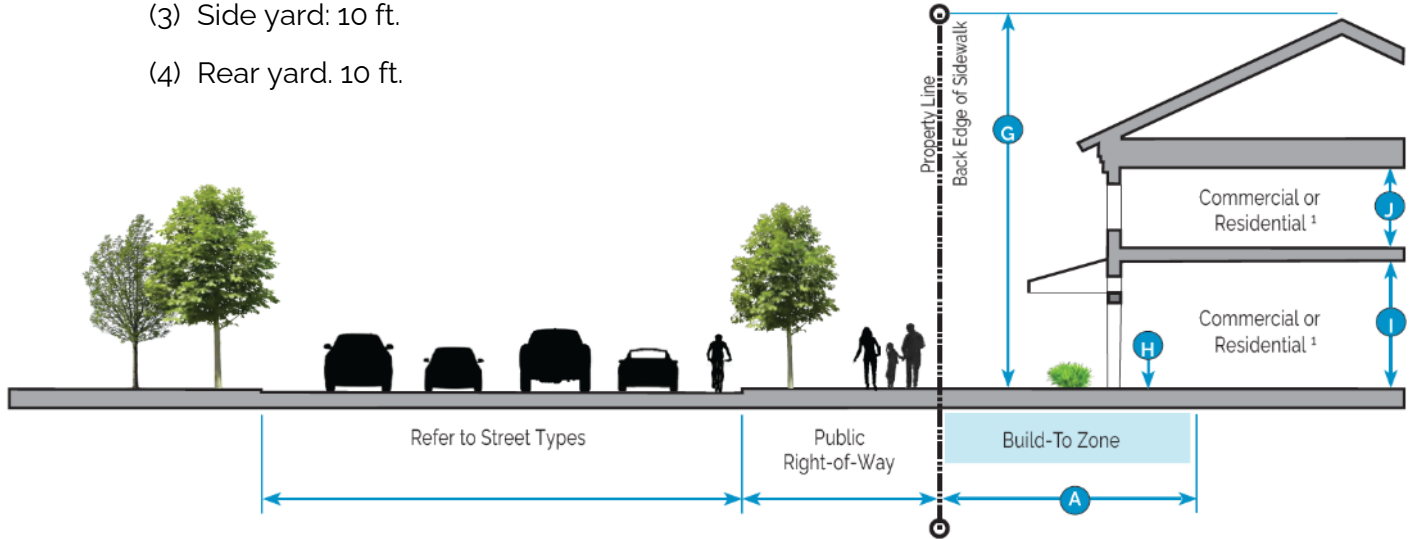 (3) Side yard: 10 ft.
(4) Rear yard. 10 ft.
Property Line
Back Edge of Sidewalk
G
Commercial or
Residential ¹
J
Commercial or
Residential ¹
I
H
Refer to Street Types
Public
Right-of-Way
Build-To Zone
A